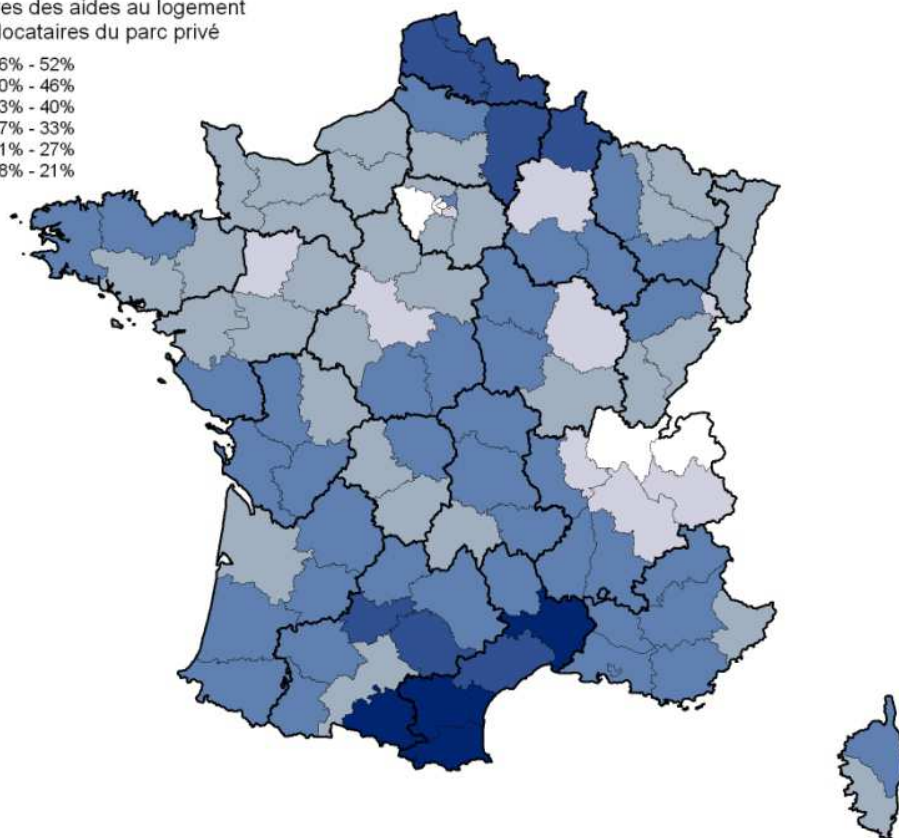 res des aides au logement
locataires du parc privé
6% - 52%
0% - 46%
3% - 40%
7% - 33%
1% - 27%
8% - 21%